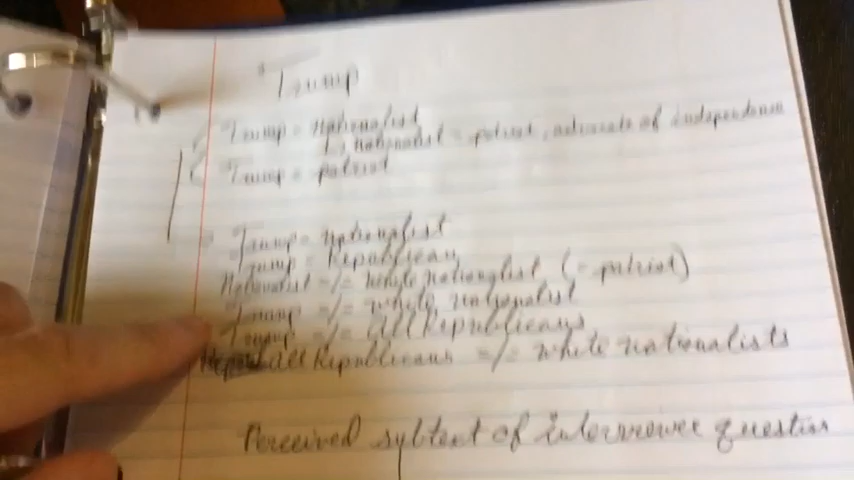 Trump
Trump = nationalist
↳ nationalist = patriot, advocate of independence
Trump = patriot
Trump = nationalist
Trump = Republican
Nationalist =/= white nationalist (= patriot)
Trump =/= white nationalist
Trump =/= All Republicans
All Republicans =/= white nationalists
Perceived subtext of interviewer question